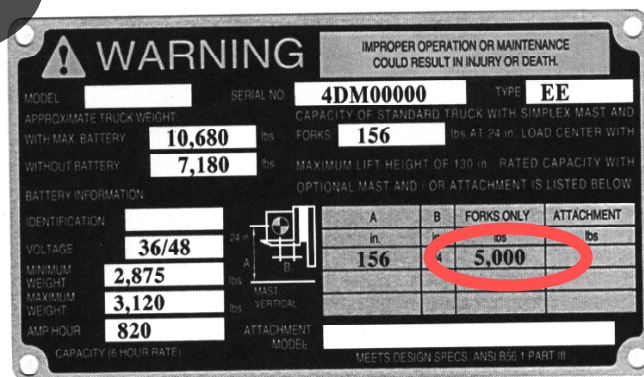 WARNING
IMPROPER OPERATION OR MAINTENANCE
COULD RESULT IN INJURY OR DEATH.
MODEL
SERIAL NO. 4DM00000 TYPE EE
APPROXIMATE TRUCK WEIGHT:
CAPACITY OF STANDARD TRUCK WITH SIMPLEX MAST AND
WITH MAX. BATTERY 10,680 lbs
FORKS: 156 lbs AT 24 in. LOAD CENTER WITH
WITHOUT BATTERY 7,180 lbs
MAXIMUM LIFT HEIGHT OF 130 in. RATED CAPACITY WITH
OPTIONAL MAST AND / OR ATTACHMENT IS LISTED BELOW
BATTERY INFORMATION
IDENTIFICATION
VOLTAGE 36/48
MINIMUM
WEIGHT 2,875 lbs
MAXIMUM
WEIGHT 3,120 lbs
AMP HOUR 820
CAPACITY (6 HOUR RATE)
24 in
A
B
MAST
VERTICAL
A B FORKS ONLY ATTACHMENT
in. in. lbs lbs
156 5,000
ATTACHMENT
MODEL
MEETS DESIGN SPECS. ANSI B56.1 PART III